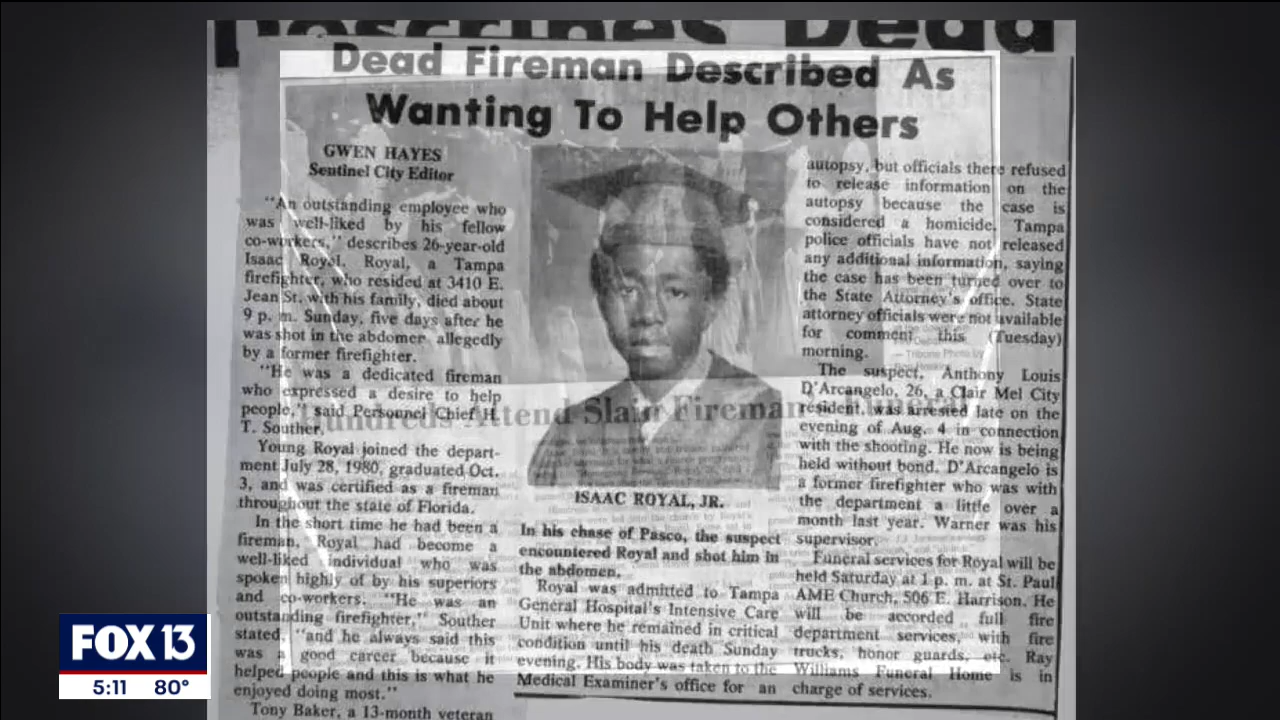 Describes Dead
Dead Fireman Described As
Wanting To Help Others
GWEN HAYES
Sentinel City Editor
"An outstanding employee who
was well-liked by his fellow
co-workers," describes 26-year-old
Isaac Royal. Royal, a Tampa
firefighter, who resided at 3410 E.
Jean St. with his family, died about
9 p. m. Sunday, five days after he
was shot in the abdomen allegedly
by a former firefighter.
"He was a dedicated fireman
who expressed a desire to help
people," said Personnel Chief H.
T. Souther.
Young Royal joined the depart-
ment July 28, 1980, graduated Oct.
3, and was certified as a fireman
throughout the state of Florida.
In the short time he had been a
fireman, Royal had become a
well-liked individual who was
spoken highly of by his superiors
and co-workers. "He was an
outstanding firefighter," Souther
stated, "and he always said this
was a good career because it
helped people and this is what he
enjoyed doing most."
Tony Baker, a 13-month veteran
ISAAC ROYAL, JR.
In his chase of Pasco, the suspect
encountered Royal and shot him in
the abdomen.
Royal was admitted to Tampa
General Hospital's Intensive Care
Unit where he remained in critical
condition until his death Sunday
evening. His body was taken to the
Medical Examiner's office for an
autopsy, but officials there refused
to release information on the
autopsy because the case is
considered a homicide. Tampa
police officials have not released
any additional information, saying
the case has been turned over to
the State Attorney's office. State
attorney officials were not available
for comment this (Tuesday)
morning.
The suspect, Anthony Louis
D'Arcangelo, 26, a Clair Mel City
resident, was arrested late on the
evening of Aug. 4 in connection
with the shooting. He now is being
held without bond. D'Arcangelo is
a former firefighter who was with
the department a little over a
month last year. Warner was his
supervisor.
Funeral services for Royal will be
held Saturday at 1 p. m. at St. Paul
AME Church, 506 E. Harrison. He
will be accorded full fire
department services, with fire
trucks, honor guards, etc. Ray
Williams Funeral Home is in
charge of services.
Hundreds Attend Slain Fireman's Funeral
— Tribune Photo by
FOX 13
5:11 80°